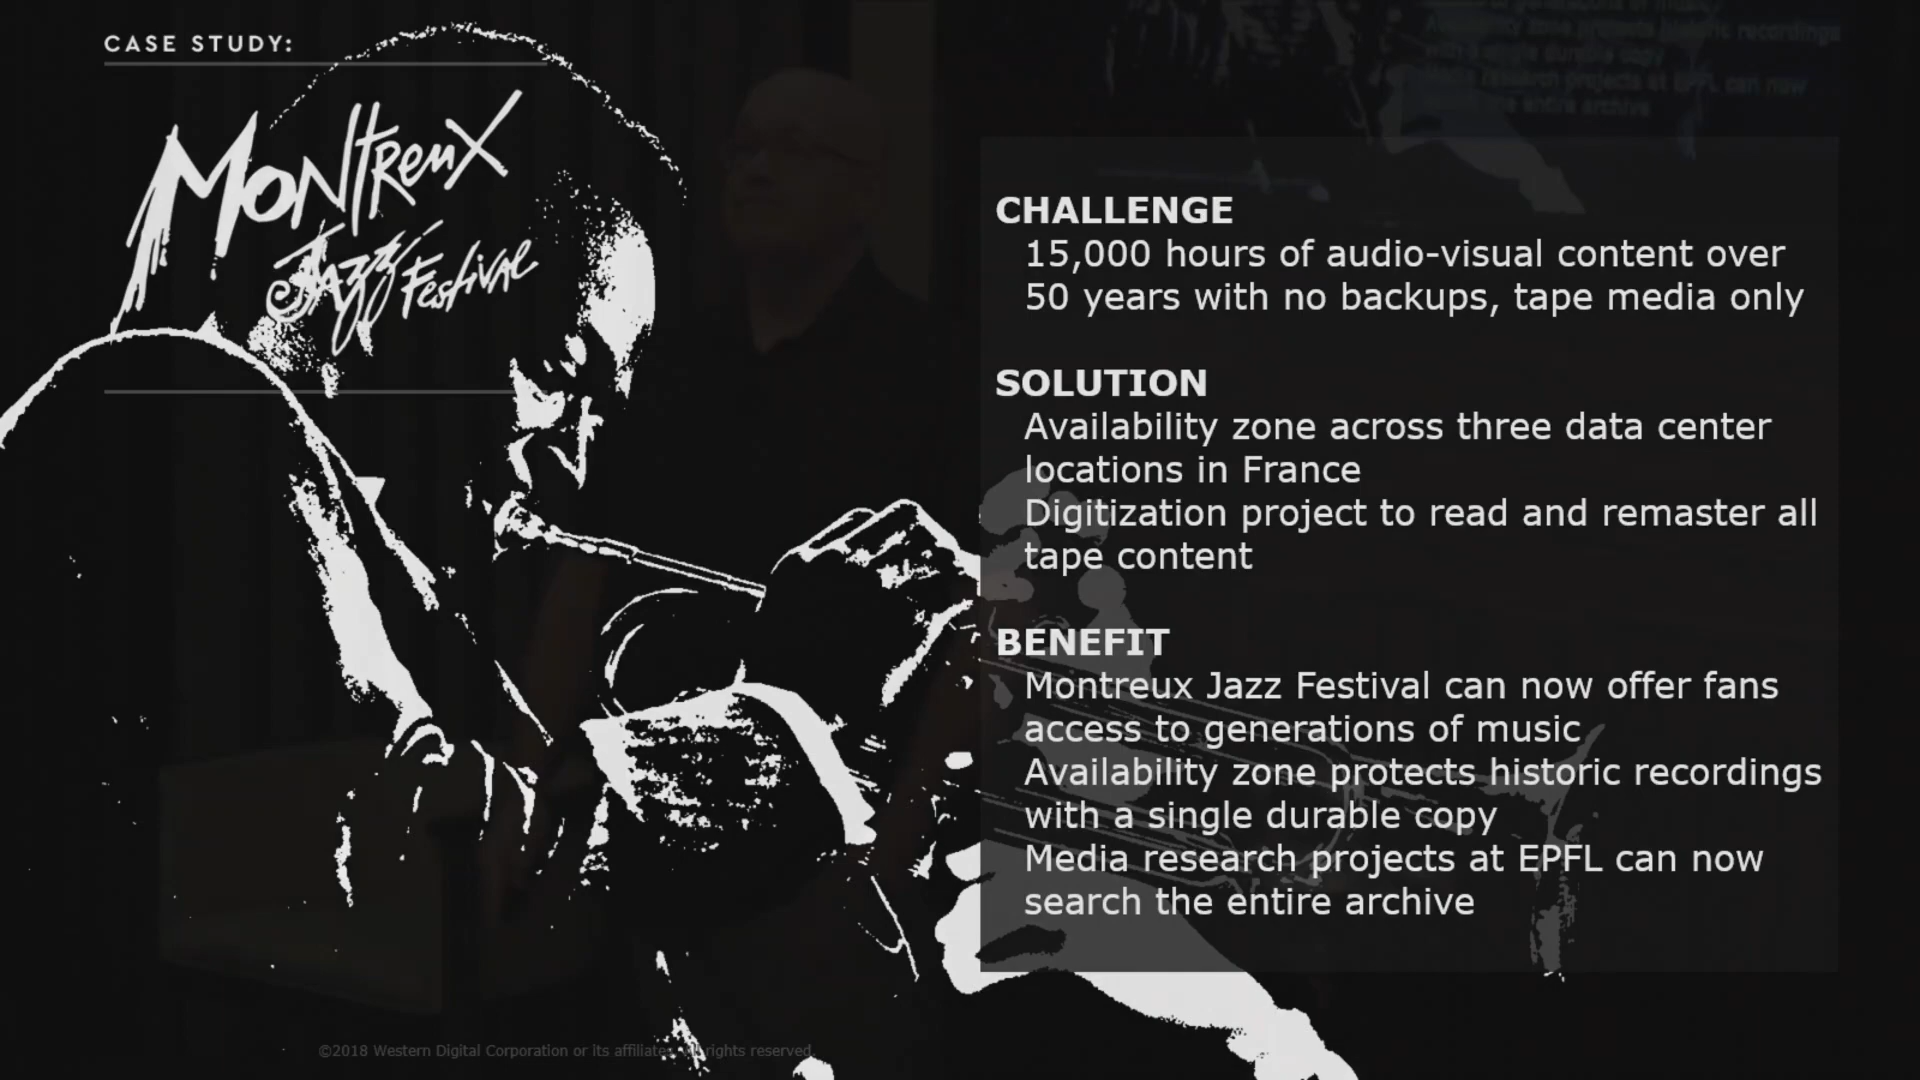 CASE STUDY:
MONTREUX
JAZZ FESTIVAL
CHALLENGE
15,000 hours of audio-visual content over
50 years with no backups, tape media only
SOLUTION
Availability zone across three data center
locations in France
Digitization project to read and remaster all
tape content
BENEFIT
Montreux Jazz Festival can now offer fans
access to generations of music
Availability zone protects historic recordings
with a single durable copy
Media research projects at EPFL can now
search the entire archive
©2018 Western Digital Corporation or its affiliates. All rights reserved.